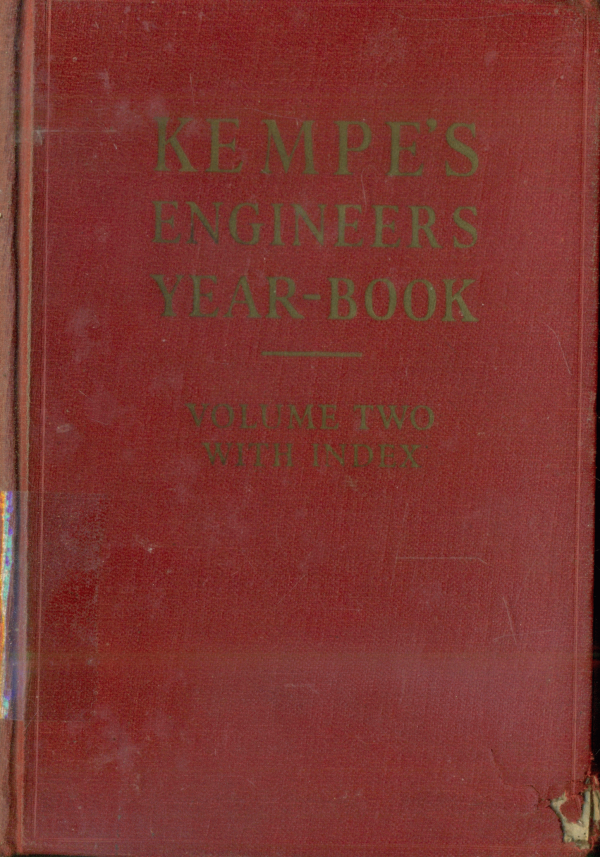 KEMPE'S
ENGINEERS
YEAR-BOOK
VOLUME TWO
WITH INDEX